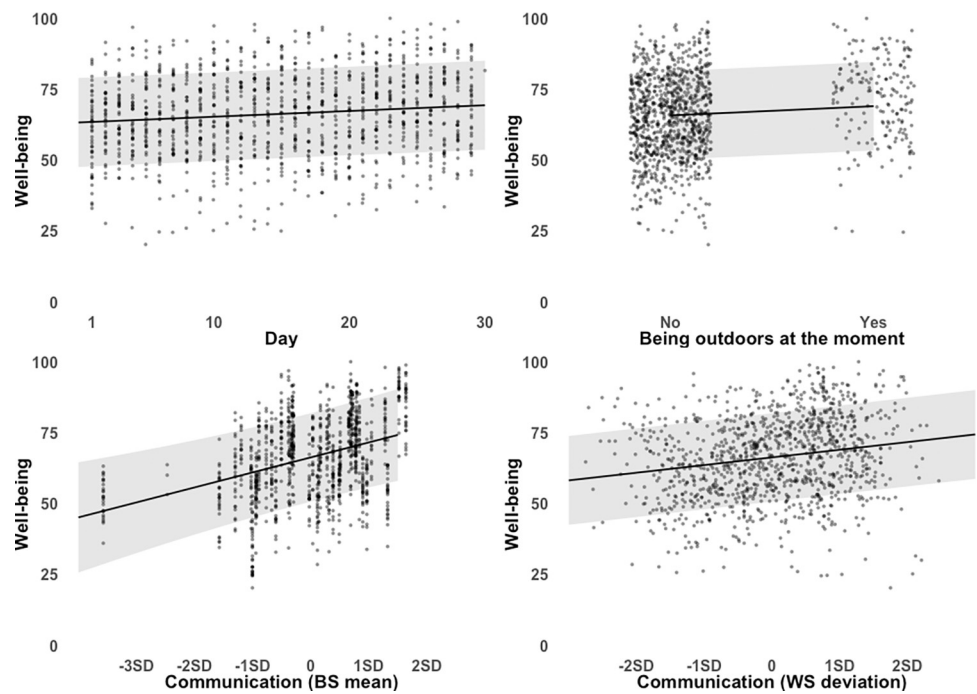 100
75
50
25
0
Well-being
1 10 20 30
Day
100
75
50
25
0
Well-being
No Yes
Being outdoors at the moment
100
75
50
25
0
Well-being
-3SD -2SD -1SD 0 1SD 2SD
Communication (BS mean)
100
75
50
25
0
Well-being
-2SD -1SD 0 1SD 2SD
Communication (WS deviation)